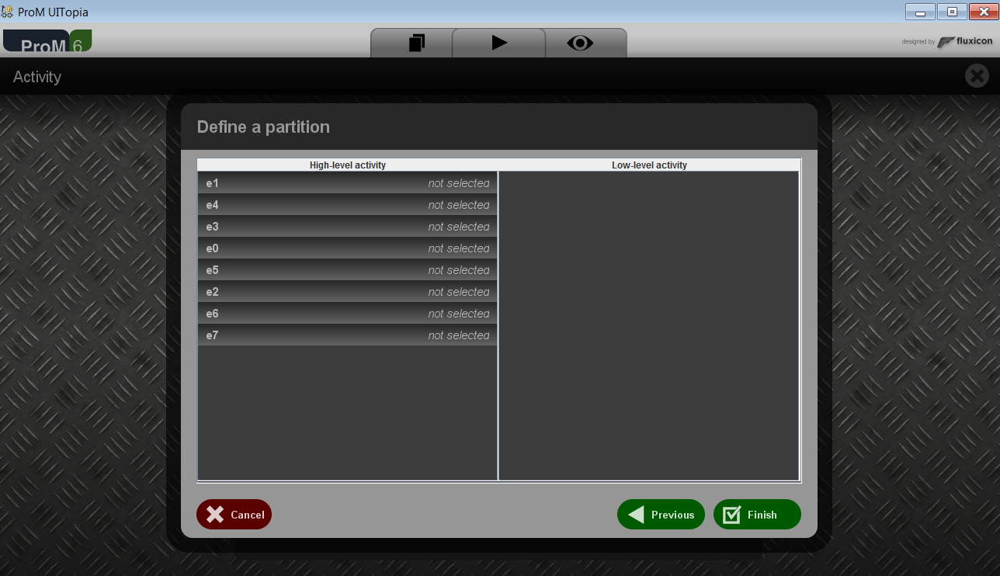 ProM UITopia
ProM 6
designed by fluxicon
Activity
Define a partition
High-level activity Low-level activity
e1 not selected
e4 not selected
e3 not selected
e0 not selected
e5 not selected
e2 not selected
e6 not selected
e7 not selected
Cancel Previous Finish